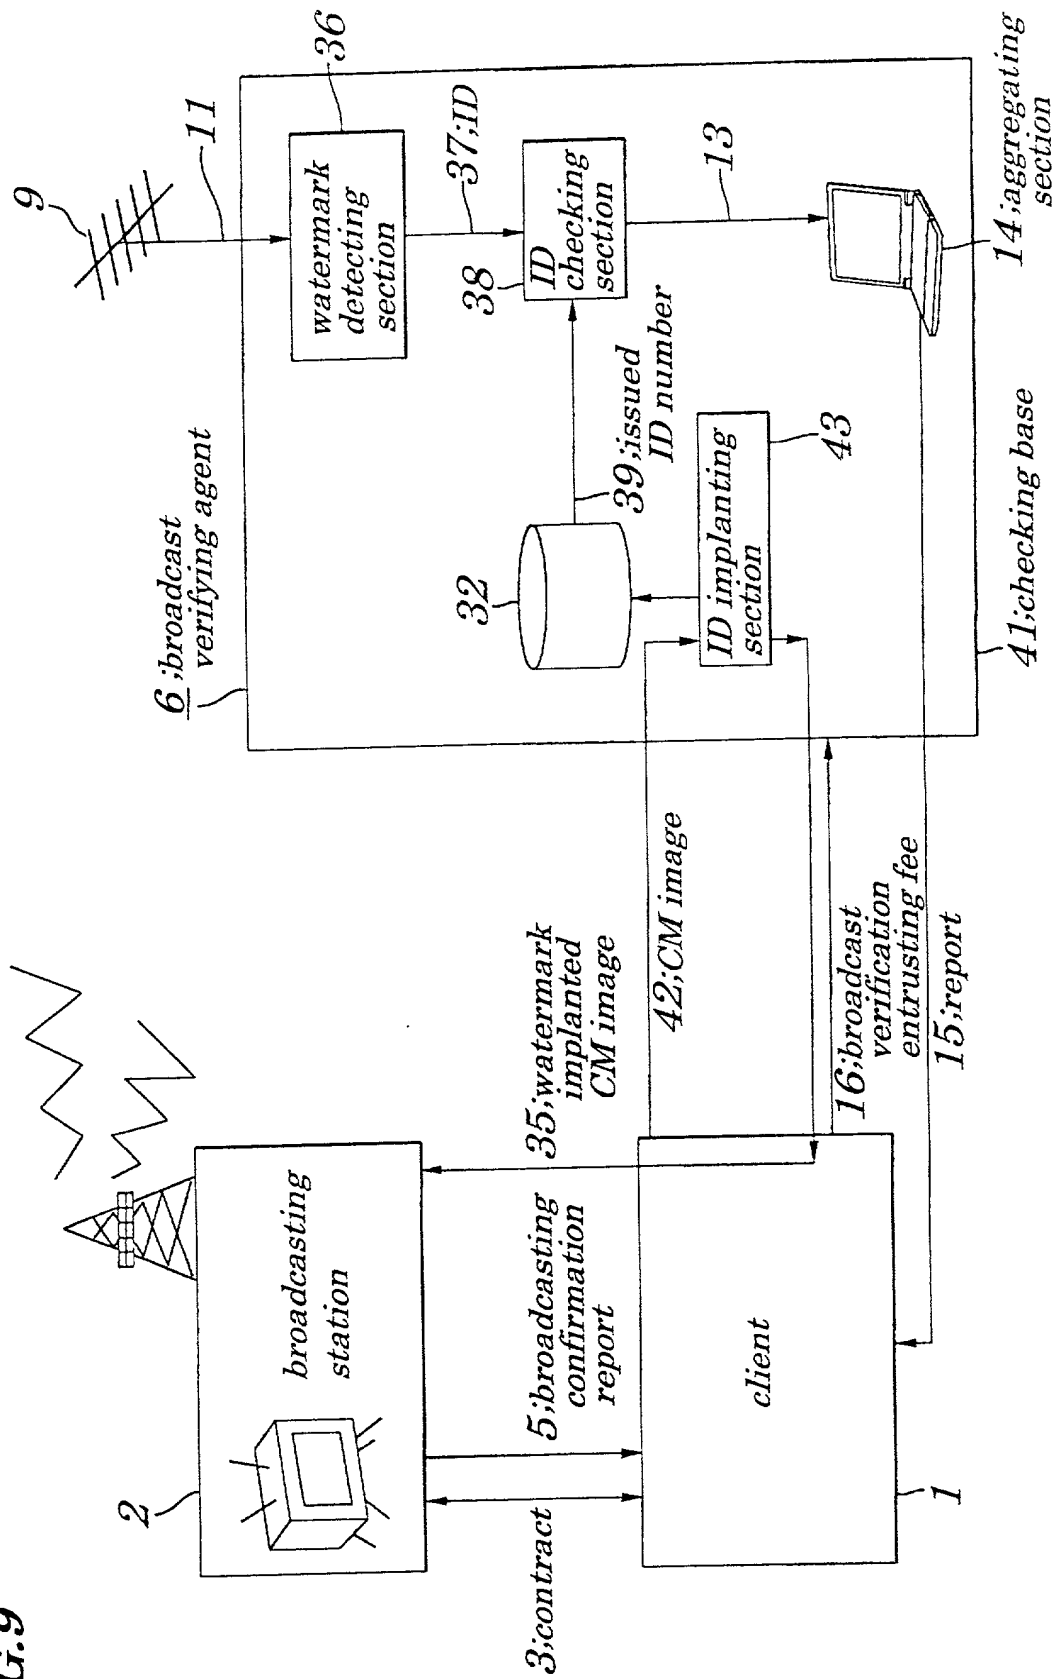 G.9
2
broadcasting
station
3;contract
5;broadcasting
confirmation
report
35;watermark
implanted
CM image
client
1
42;CM image
16;broadcast
verification
entrusting fee
15;report
6;broadcast
verifying agent
9
11
36
watermark
detecting
section
37;ID
38
ID
checking
section
13
32
39;issued
ID number
ID implanting
section
43
14;aggregating
section
41;checking base